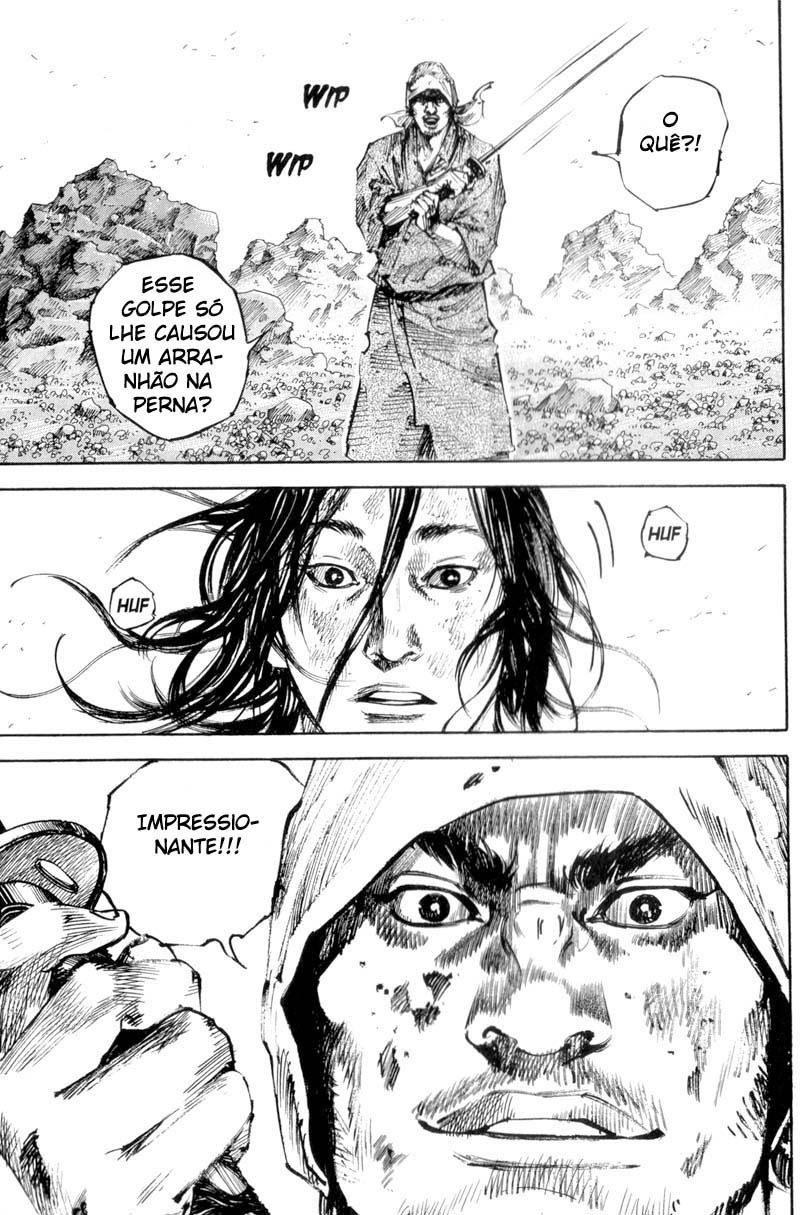 O
QUÊ?!
WIP
WIP
ESSE
GOLPE SÓ
LHE CAUSOU
UM ARRA-
NHÃO NA
PERNA?
HUF
HUF
IMPRESSIO-
NANTE!!!